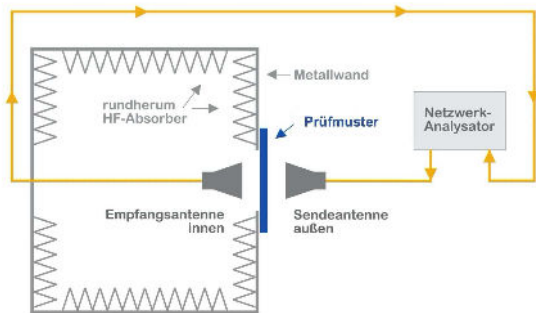 rundherum
HF-Absorber
Metallwand
Prüfmuster
Netzwerk-
Analysator
Empfangsantenne
innen
Sendeantenne
außen